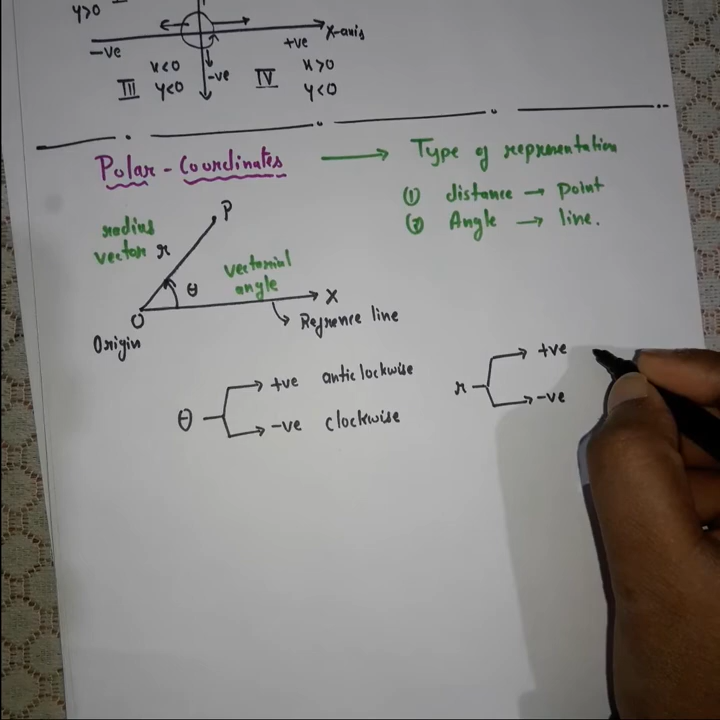 y>0
X-axis
-ve
+ve
x<0
-ve
x>0
III
y<0
IV
y<0
Polar - Coordinates → Type of representation
(1) distance → point
(2) Angle → line.
P
radius
vector r
vectorial
angle
θ
X
O
Refrence line
Origin
+ve anticlockwise
θ
-ve clockwise
+ve
r
-ve